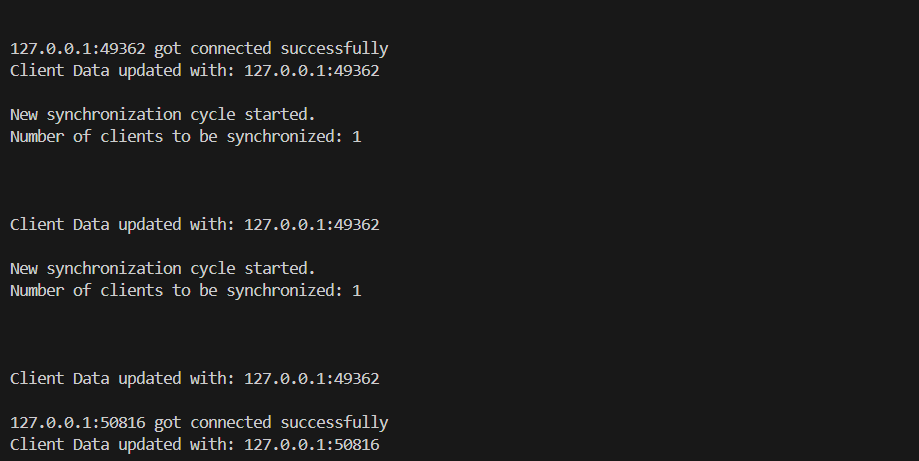 127.0.0.1:49362 got connected successfully
Client Data updated with: 127.0.0.1:49362
New synchronization cycle started.
Number of clients to be synchronized: 1
Client Data updated with: 127.0.0.1:49362
New synchronization cycle started.
Number of clients to be synchronized: 1
Client Data updated with: 127.0.0.1:49362
127.0.0.1:50816 got connected successfully
Client Data updated with: 127.0.0.1:50816